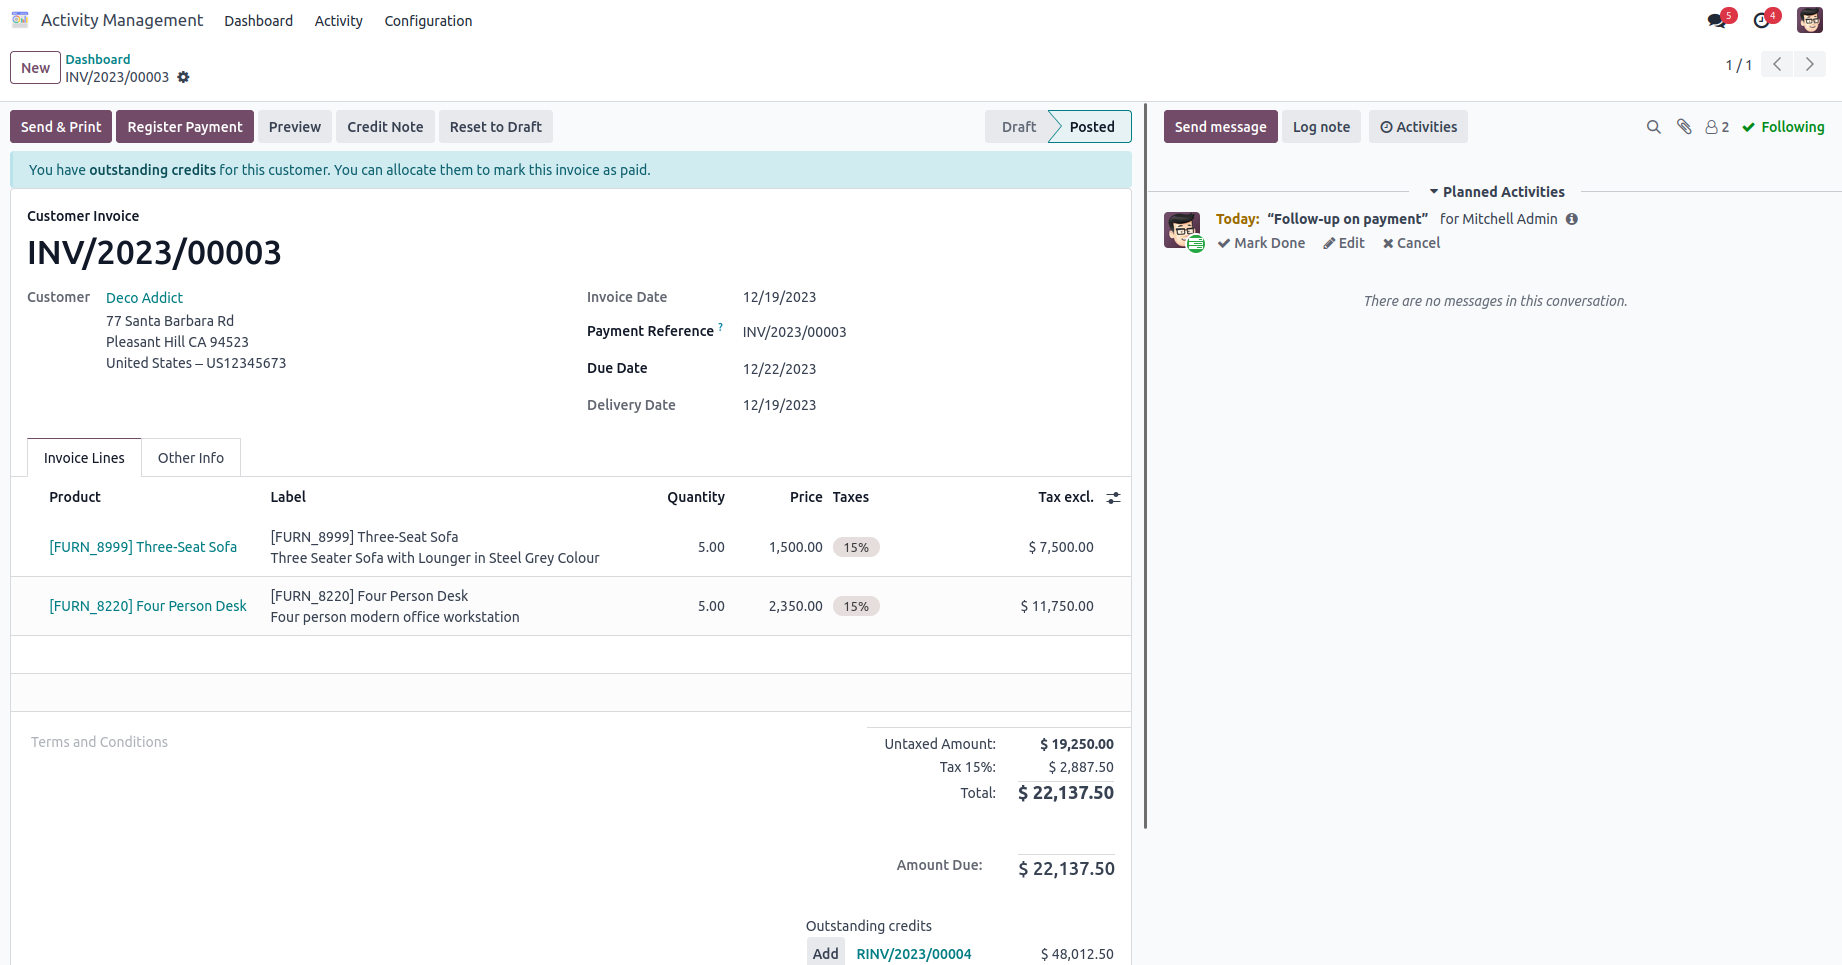 Activity Management Dashboard Activity Configuration 5 4
New Dashboard
INV/2023/00003
1 / 1
Send & Print Register Payment Preview Credit Note Reset to Draft Draft Posted
You have outstanding credits for this customer. You can allocate them to mark this invoice as paid.
Customer Invoice
INV/2023/00003
Customer Deco Addict
77 Santa Barbara Rd
Pleasant Hill CA 94523
United States – US12345673
Invoice Date 12/19/2023
Payment Reference ? INV/2023/00003
Due Date 12/22/2023
Delivery Date 12/19/2023
Invoice Lines Other Info
Product Label Quantity Price Taxes Tax excl.
[FURN_8999] Three-Seat Sofa [FURN_8999] Three-Seat Sofa
Three Seater Sofa with Lounger in Steel Grey Colour 5.00 1,500.00 15% $ 7,500.00
[FURN_8220] Four Person Desk [FURN_8220] Four Person Desk
Four person modern office workstation 5.00 2,350.00 15% $ 11,750.00
Terms and Conditions
Untaxed Amount: $ 19,250.00
Tax 15%: $ 2,887.50
Total: $ 22,137.50
Amount Due: $ 22,137.50
Outstanding credits
Add RINV/2023/00004 $ 48,012.50
Send message Log note Activities 2 Following
Planned Activities
Today: “Follow-up on payment” for Mitchell Admin
Mark Done Edit Cancel
There are no messages in this conversation.